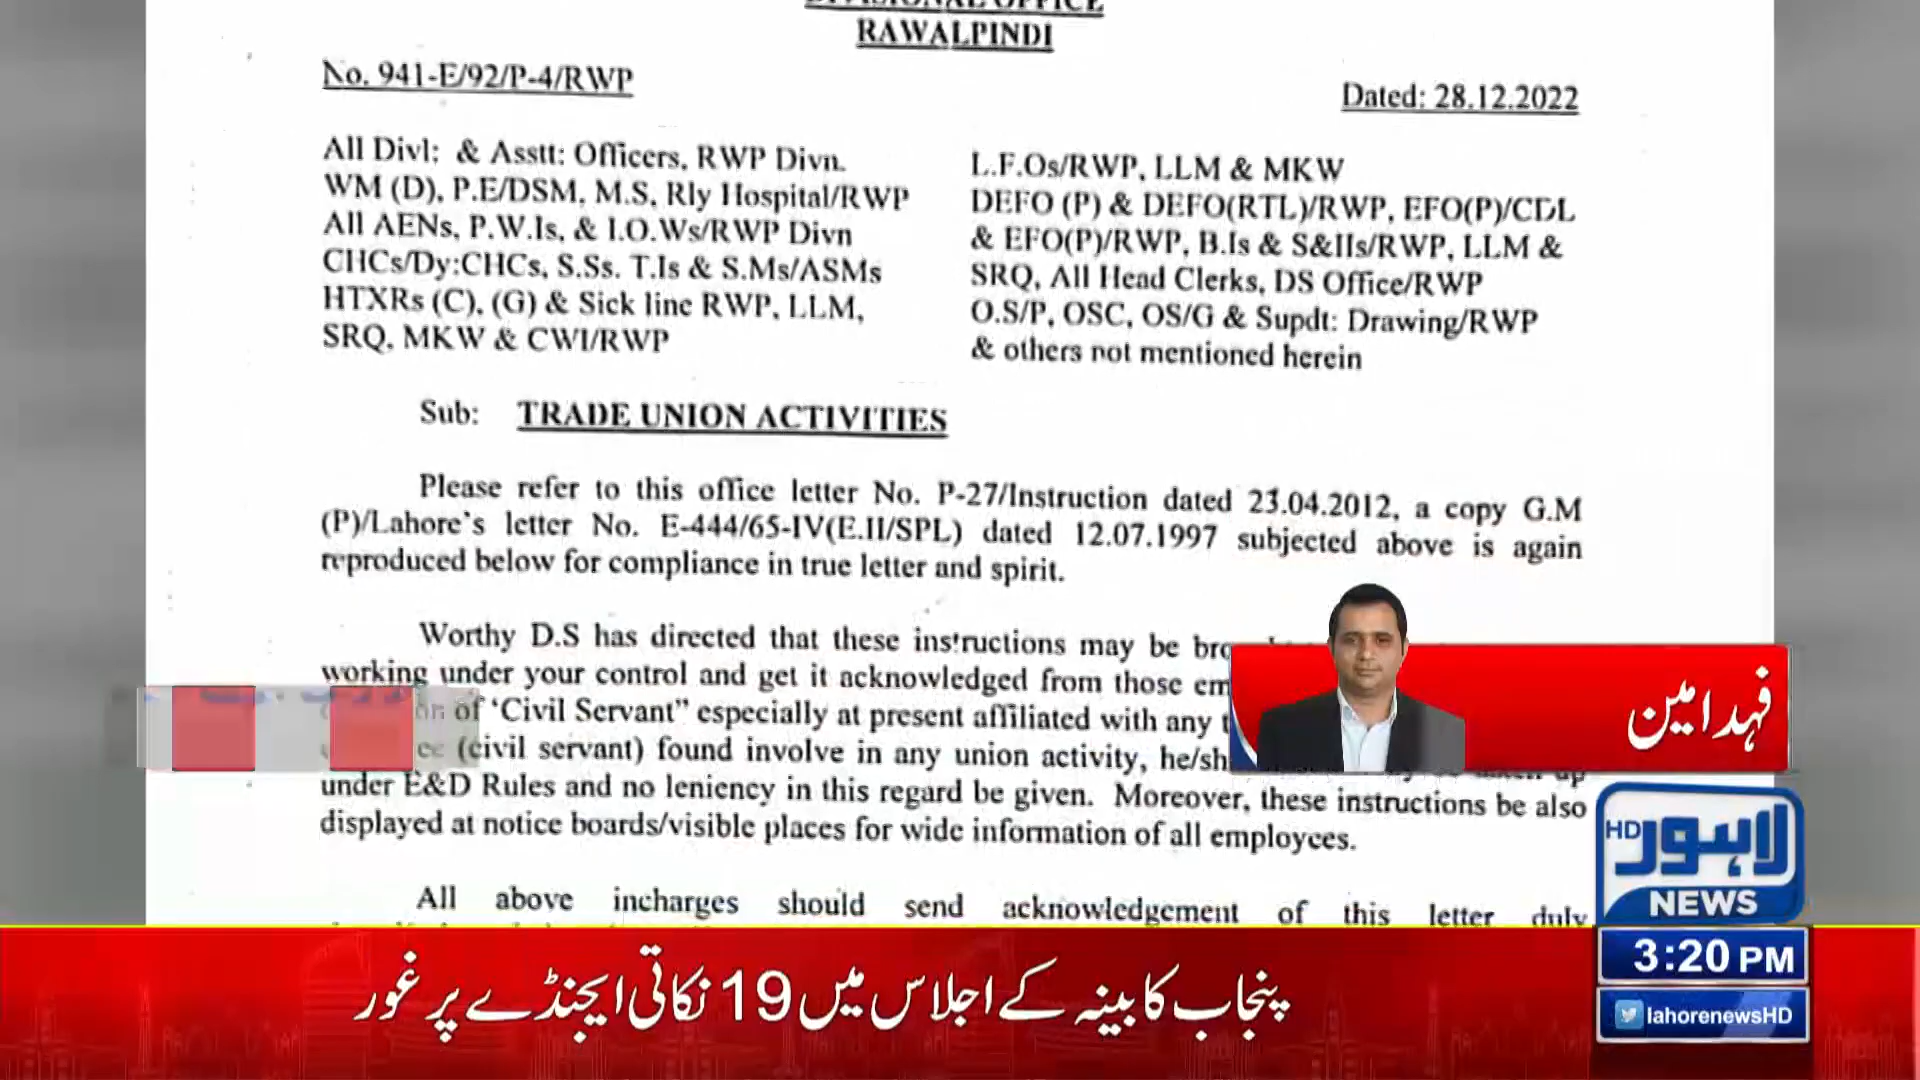 DIVISIONAL OFFICE
RAWALPINDI
No. 941-E/92/P-4/RWP
Dated: 28.12.2022
All Divl: & Asstt: Officers, RWP Divn.
WM (D), P.E/DSM, M.S, Rly Hospital/RWP
All AENs, P.W.Is, & I.O.Ws/RWP Divn
CHCs/Dy:CHCs, S.Ss. T.Is & S.Ms/ASMs
HTXRs (C), (G) & Sick line RWP, LLM,
SRQ, MKW & CWI/RWP
L.F.Os/RWP, LLM & MKW
DEFO (P) & DEFO(RTL)/RWP, EFO(P)/CDL
& EFO(P)/RWP, B.Is & S&IIs/RWP, LLM &
SRQ, All Head Clerks, DS Office/RWP
O.S/P, OSC, OS/G & Supdt: Drawing/RWP
& others not mentioned herein
Sub: TRADE UNION ACTIVITIES
Please refer to this office letter No. P-27/Instruction dated 23.04.2012, a copy G.M
(P)/Lahore's letter No. E-444/65-IV(E.II/SPL) dated 12.07.1997 subjected above is again
reproduced below for compliance in true letter and spirit.
Worthy D.S has directed that these instructions may be
working under your control and get it acknowledged from those
of 'Civil Servant" especially at present affiliated with any
(civil servant) found involve in any union activity,
under E&D Rules and no leniency in this regard be given. Moreover, these instructions be also
displayed at notice boards/visible places for wide information of all employees.
All above incharges should send acknowledgement of this letter duly
فہد امین
HD لاہور
NEWS
3:20 PM
lahorenewsHD
پنجاب کابینہ کے اجلاس میں 19 نکاتی ایجنڈے پر غور